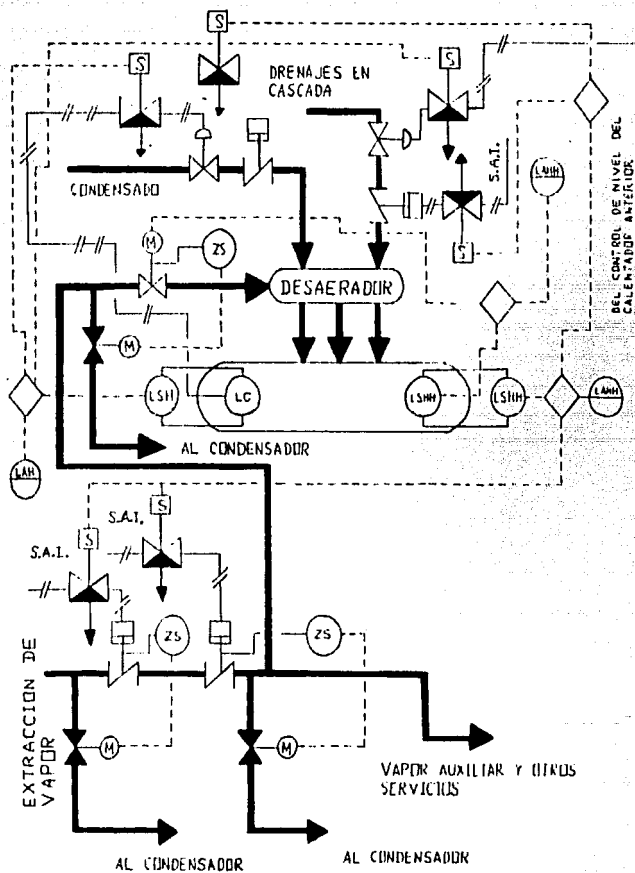 S
S
DRENAJES EN
CASCADA
S
S.A.I.
LAHH
S
CONDENSADO
M
ZS
DESAERADOR
M
DEL CONTROL DE NIVEL DEL
CALENTADOR ANTERIOR
LSH
LC
LSHH
LSHH
LAHH
AL CONDENSADOR
LAH
S
S
S.A.I.
S.A.I.
ZS
ZS
EXTRACCION DE
VAPOR
M
M
VAPOR AUXILIAR Y OTROS
SERVICIOS
AL CONDENSADOR
AL CONDENSADOR